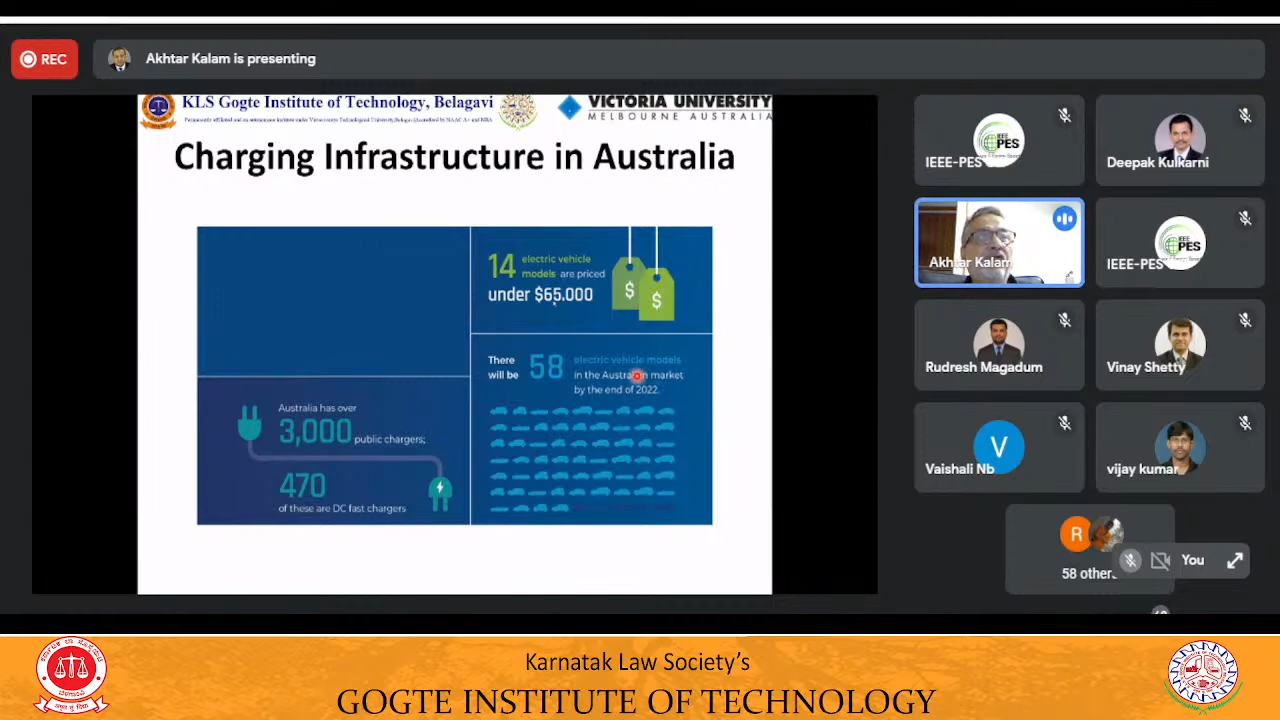 REC
Akhtar Kalam is presenting
KLS Gogte Institute of Technology, Belagavi
VICTORIA UNIVERSITY
MELBOURNE AUSTRALIA
Charging Infrastructure in Australia
14 electric vehicle
models are priced
under $65.000
$ $
There
will be
58
electric vehicle models
in the Australian market
by the end of 2022.
Australia has over
3,000 public chargers;
470
of these are DC fast chargers
IEEE-PES
Deepak Kulkarni
Akhtar Kalam
IEEE-PES
Rudresh Magadum
Vinay Shetty
V
Vaishali Nb
vijay kumar
R
58 others
You
Karnatak Law Society's
GOGTE INSTITUTE OF TECHNOLOGY